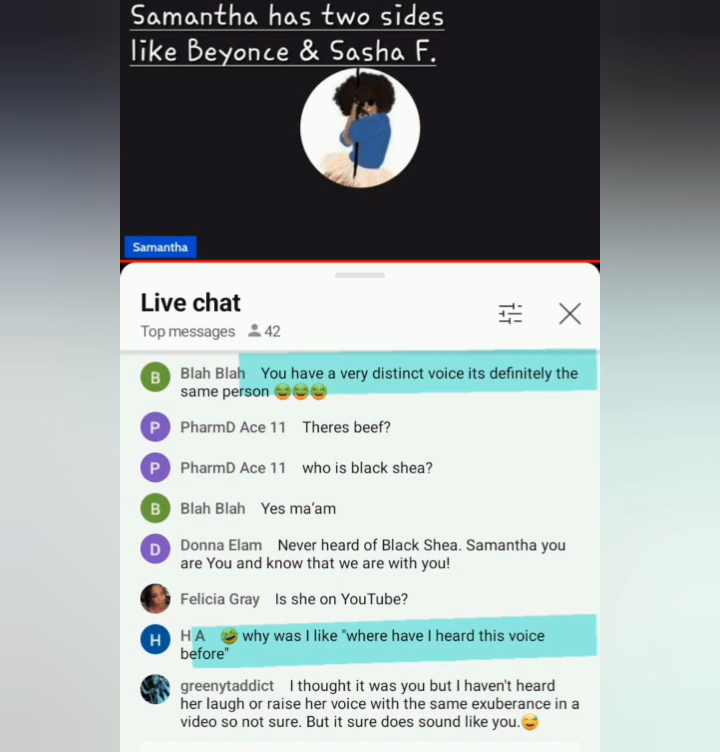 Samantha has two sides
like Beyonce & Sasha F.
Samantha
Live chat
Top messages 42
B Blah Blah You have a very distinct voice its definitely the
same person 😂😂😂
P PharmD Ace 11 Theres beef?
P PharmD Ace 11 who is black shea?
B Blah Blah Yes ma'am
D Donna Elam Never heard of Black Shea. Samantha you
are You and know that we are with you!
Felicia Gray Is she on YouTube?
H H A 🤣 why was I like "where have I heard this voice
before"
greenytaddict I thought it was you but I haven't heard
her laugh or raise her voice with the same exuberance in a
video so not sure. But it sure does sound like you.😅